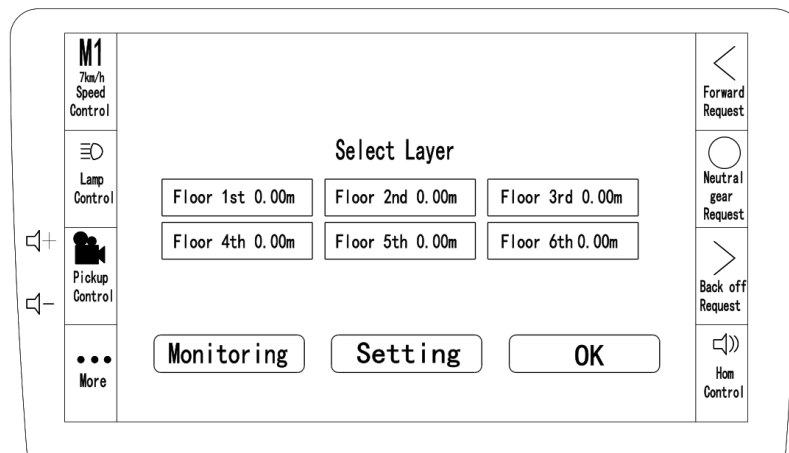 M1
7km/h
Speed
Control
Lamp
Control
Pickup
Control
More
Select Layer
Floor 1st 0.00m
Floor 2nd 0.00m
Floor 3rd 0.00m
Floor 4th 0.00m
Floor 5th 0.00m
Floor 6th 0.00m
Monitoring
Setting
OK
Forward
Request
Neutral
gear
Request
Back off
Request
Hom
Control